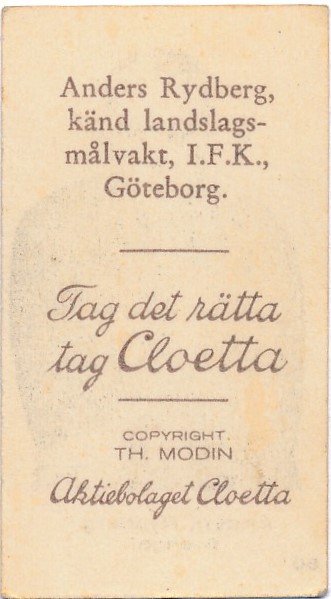 Anders Rydberg,
känd landslags-
målvakt, I.F.K.,
Göteborg.
Tag det rätta
tag Cloetta
COPYRIGHT.
TH. MODIN
Aktiebolaget Cloetta